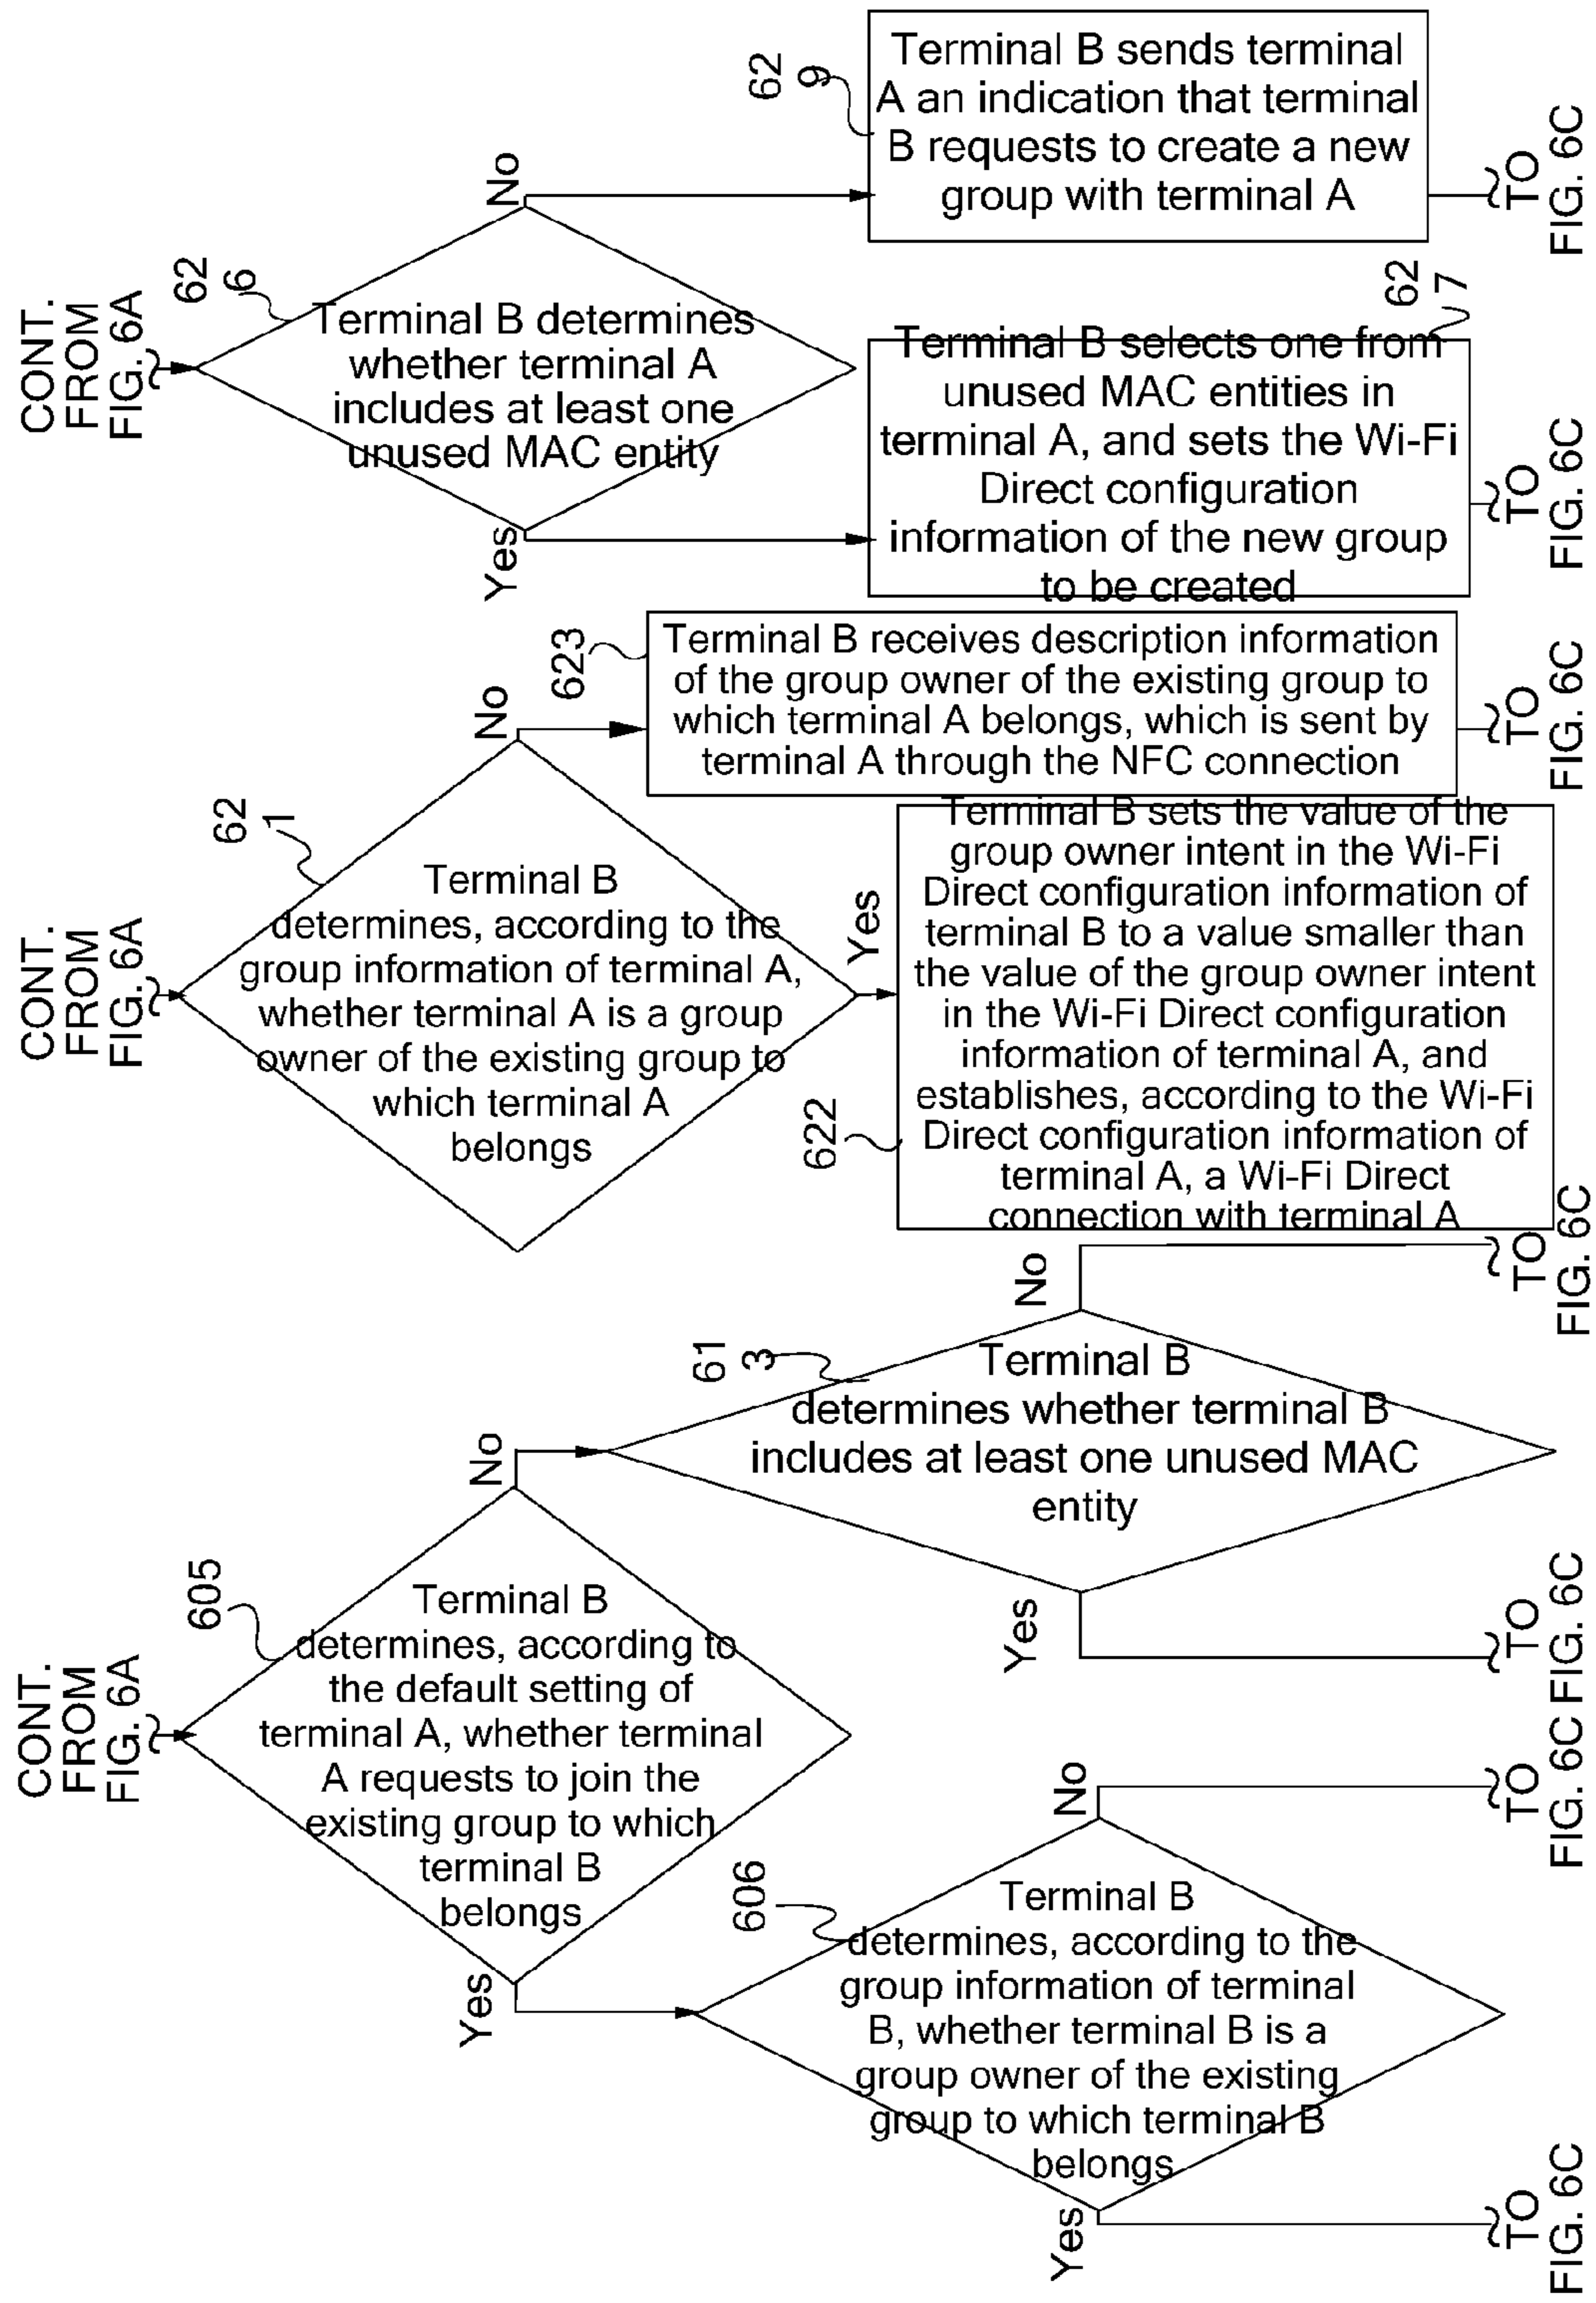 CONT.
FROM
FIG. 6A
62
6
Terminal B determines
whether terminal A
includes at least one
unused MAC entity
No
Yes
62
9
Terminal B sends terminal
A an indication that terminal
B requests to create a new
group with terminal A
TO
FIG. 6C
62
7
Terminal B selects one from
unused MAC entities in
terminal A, and sets the Wi-Fi
Direct configuration
information of the new group
to be created
TO
FIG. 6C
CONT.
FROM
FIG. 6A
62
1
Terminal B
determines, according to the
group information of terminal A,
whether terminal A is a group
owner of the existing group to
which terminal A
belongs
No
Yes
623
Terminal B receives description information
of the group owner of the existing group to
which terminal A belongs, which is sent by
terminal A through the NFC connection
TO
FIG. 6C
622
Terminal B sets the value of the
group owner intent in the Wi-Fi
Direct configuration information of
terminal B to a value smaller than
the value of the group owner intent
in the Wi-Fi Direct configuration
information of terminal A, and
establishes, according to the Wi-Fi
Direct configuration information of
terminal A, a Wi-Fi Direct
connection with terminal A
CONT.
FROM
FIG. 6A
605
Terminal B
determines, according to
the default setting of
terminal A, whether terminal
A requests to join the
existing group to which
terminal B
belongs
No
Yes
61
3
Terminal B
determines whether terminal B
includes at least one unused MAC
entity
No
TO
FIG. 6C
Yes
TO
FIG. 6C
606
Terminal B
determines, according to the
group information of terminal
B, whether terminal B is a
group owner of the existing
group to which terminal B
belongs
No
TO
FIG. 6C
Yes
TO
FIG. 6C